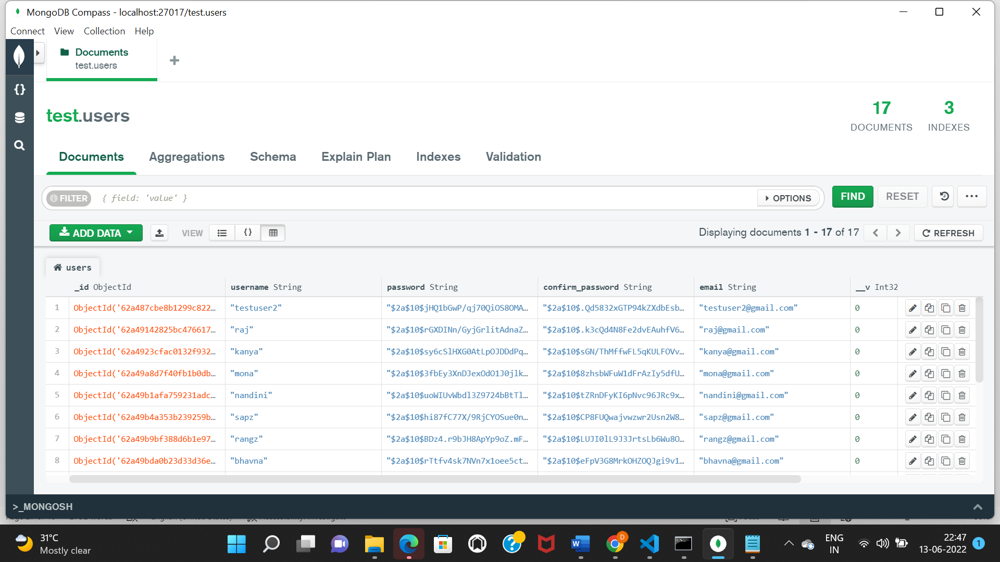 MongoDB Compass - localhost:27017/test.users
Connect View Collection Help
Documents
test.users
test.users
17
DOCUMENTS
3
INDEXES
Documents Aggregations Schema Explain Plan Indexes Validation
FILTER { field: 'value' } OPTIONS FIND RESET
ADD DATA VIEW { } Displaying documents 1 - 17 of 17 REFRESH
users
_id ObjectId username String password String confirm_password String email String __v Int32
1 ObjectId('62a487cbe8b1299c822... "testuser2" "$2a$10$jHQ1bGwP/qj70QiOS8OMA... "$2a$10$.Qd5832xGTP94kZXdbEsb... "testuser2@gmail.com" 0
2 ObjectId('62a49142825bc476617... "raj" "$2a$10$rGXDINn/GyjGrlitAdnaZ... "$2a$10$.k3cQd4N8Fe2dvEAuhfV6... "raj@gmail.com" 0
3 ObjectId('62a4923cfac0132f932... "kanya" "$2a$10$sy6cSlHXG0AtLpOJDDdPq... "$2a$10$sGN/ThMffwFL5qKULFOVv... "kanya@gmail.com" 0
4 ObjectId('62a49a8d7f40fb1b0db... "mona" "$2a$10$3fbEy3XnDJexOdO1J0jlk... "$2a$10$8zhsbWFuW1dFrAzIy5dfU... "mona@gmail.com" 0
5 ObjectId('62a49b1afa759231adc... "nandini" "$2a$10$uoWIUvWbdl3Z9724bBtTl... "$2a$10$tZRnDFyKI6pNvc96JRc9x... "nandini@gmail.com" 0
6 ObjectId('62a49b4a353b239259b... "sapz" "$2a$10$hi87fC77X/9RjCYOSue0n... "$2a$10$CP8FUQwajvwzwr2Usn2W8... "sapz@gmail.com" 0
7 ObjectId('62a49b9bf388d6b1e97... "rangz" "$2a$10$BDz4.r9bJH8ApYp9oZ.mF... "$2a$10$LUJI0lL9J3JrtsLb6Wu8O... "rangz@gmail.com" 0
8 ObjectId('62a49bda0b23d33d36e... "bhavna" "$2a$10$rTtfv4sk7NVn7x1oee5ct... "$2a$10$eFpV3G8MrkOHZOQJgi9v1... "bhavna@gmail.com" 0
>_MONGOSH
31°C
Mostly clear
ENG
IN
22:47
13-06-2022
1